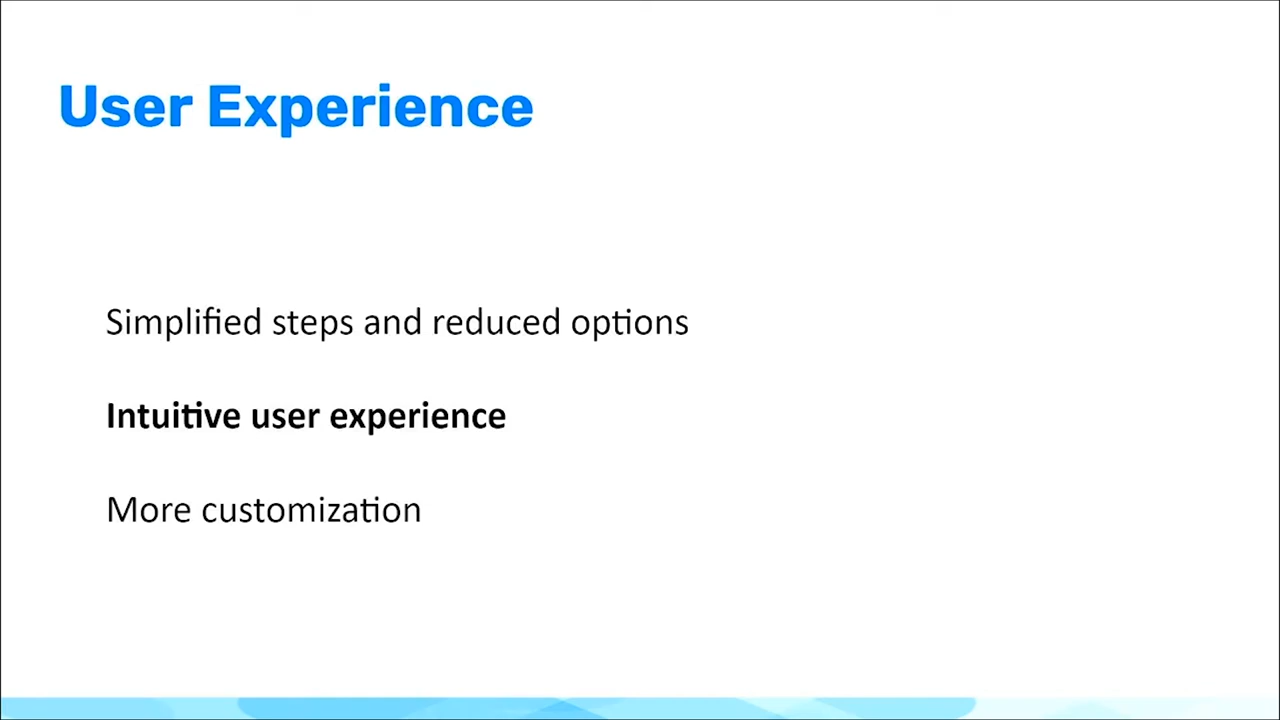 User Experience
Simplified steps and reduced options
Intuitive user experience
More customization